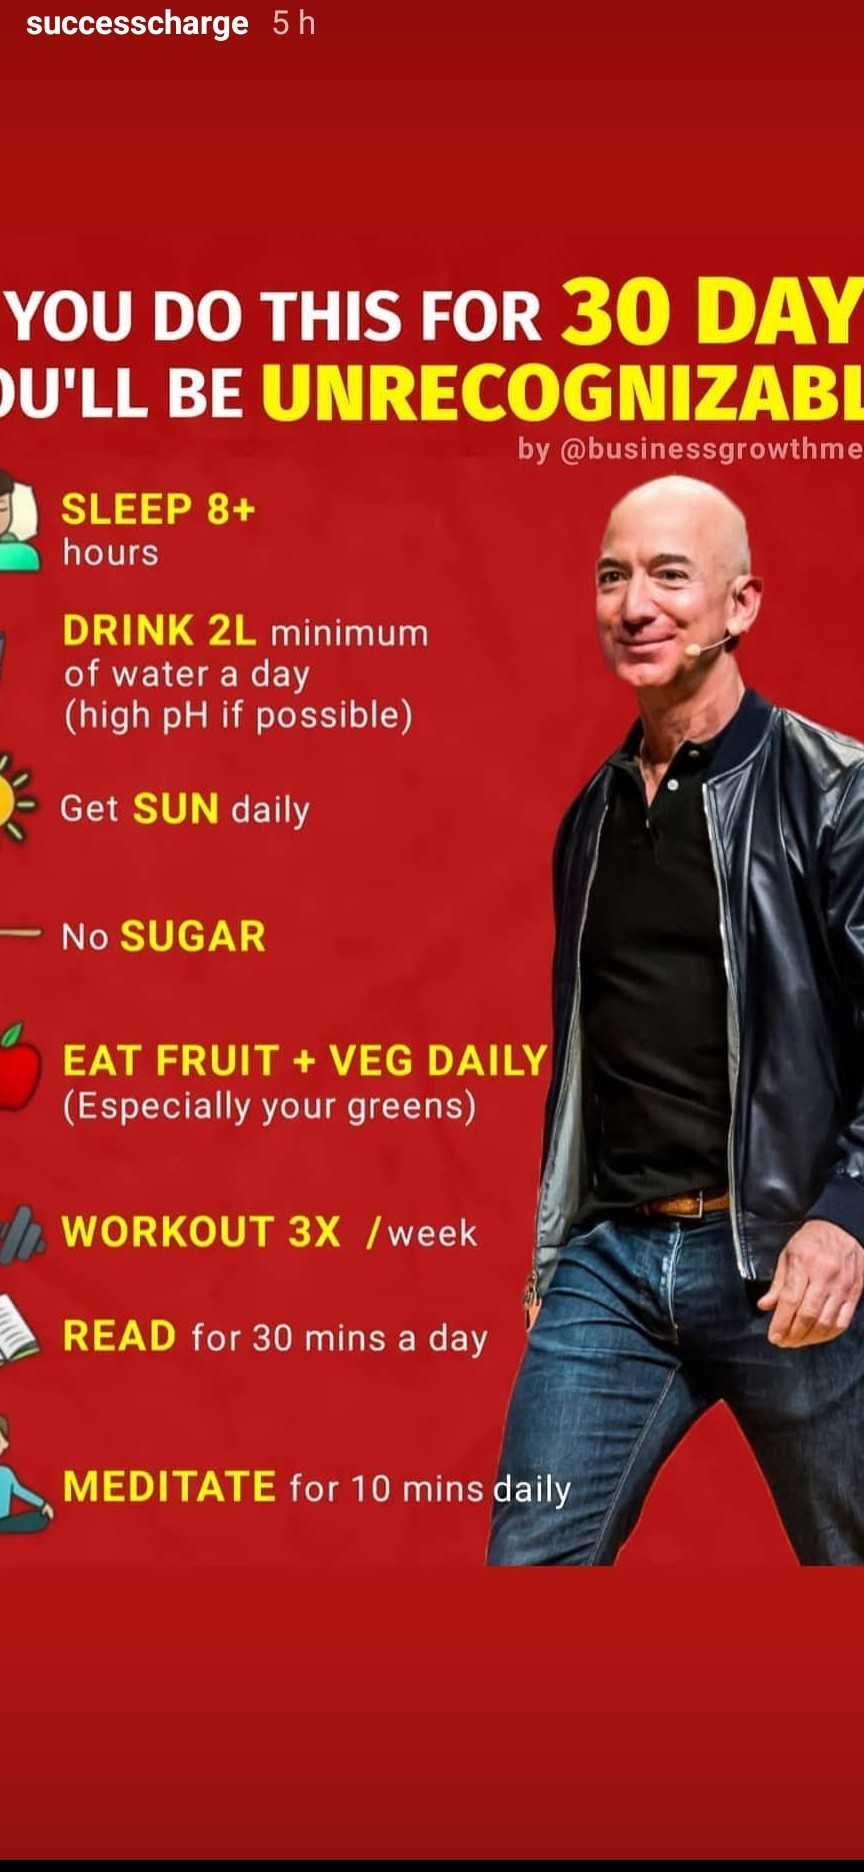 successcharge 5 h
YOU DO THIS FOR 30 DAY
OU'LL BE UNRECOGNIZABL
by @businessgrowthme
SLEEP 8+
hours
DRINK 2L minimum
of water a day
(high pH if possible)
Get SUN daily
No SUGAR
EAT FRUIT + VEG DAILY
(Especially your greens)
WORKOUT 3X /week
READ for 30 mins a day
MEDITATE for 10 mins daily